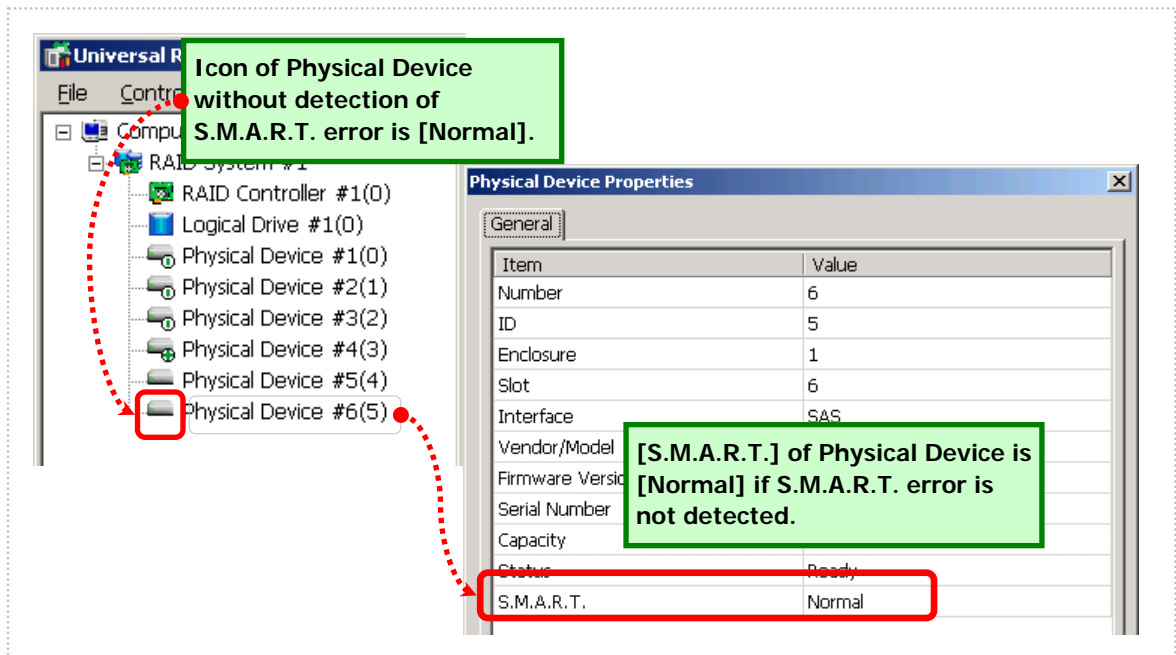 Universal R
File Contro
Icon of Physical Device
without detection of
S.M.A.R.T. error is [Normal].
Compu
RAID System #1
RAID Controller #1(0)
Logical Drive #1(0)
Physical Device #1(0)
Physical Device #2(1)
Physical Device #3(2)
Physical Device #4(3)
Physical Device #5(4)
Physical Device #6(5)
Physical Device Properties
General
Item Value
Number 6
ID 5
Enclosure 1
Slot 6
Interface SAS
Vendor/Model
Firmware Versio
Serial Number
Capacity
[S.M.A.R.T.] of Physical Device is
[Normal] if S.M.A.R.T. error is
not detected.
Status Ready
S.M.A.R.T. Normal